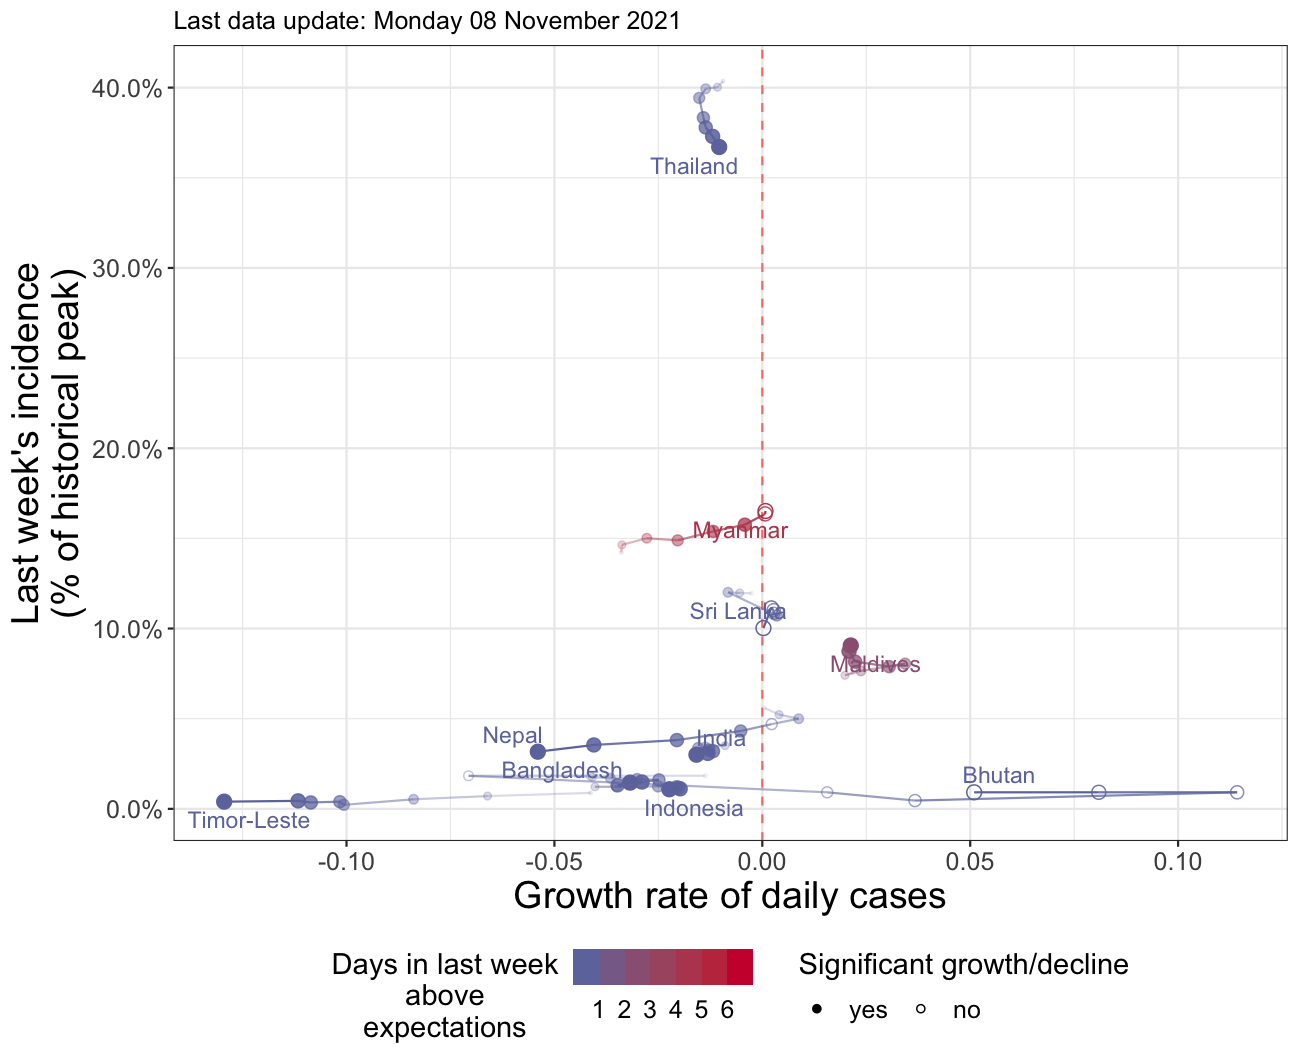 Last data update: Monday 08 November 2021
Last week's incidence
(% of historical peak)
40.0%
30.0%
20.0%
10.0%
0.0%
Thailand
Myanmar
Sri Lanka
Maldives
Nepal
India
Bangladesh
Bhutan
Indonesia
Timor-Leste
-0.10
-0.05
0.00
0.05
0.10
Growth rate of daily cases
Days in last week
above
expectations
1 2 3 4 5 6
Significant growth/decline
yes no